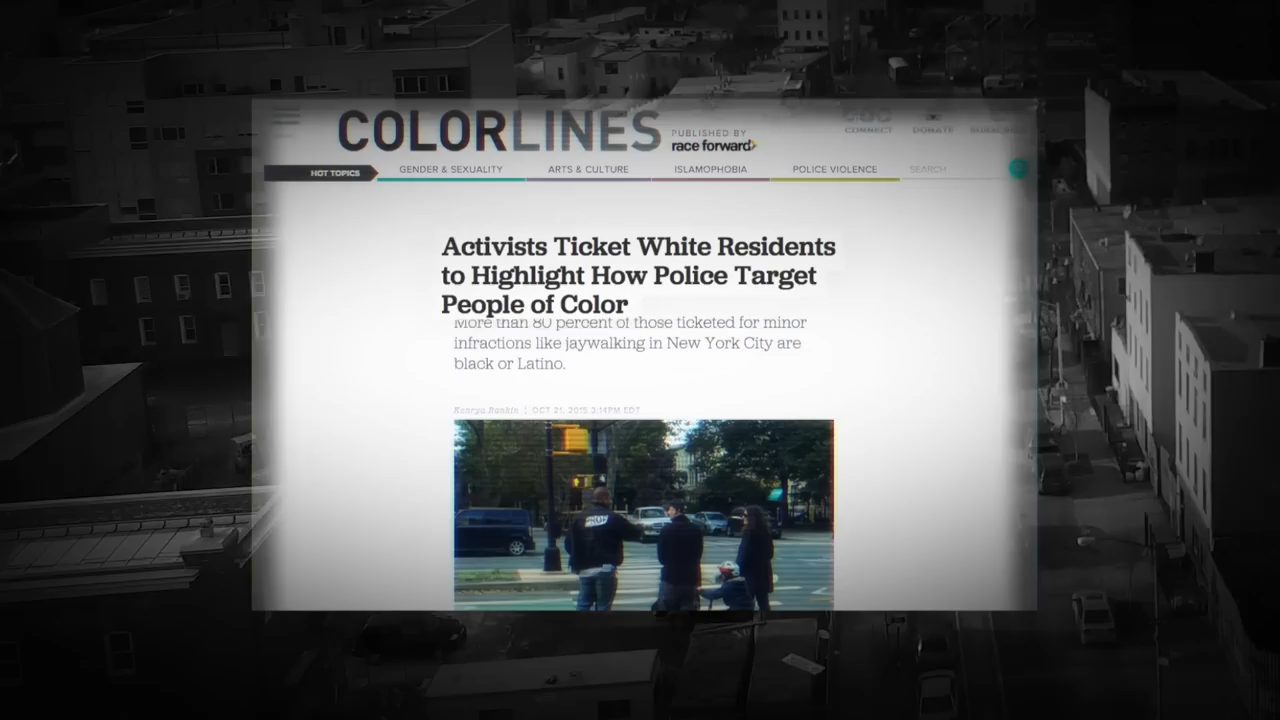 COLORLINES
PUBLISHED BY
race forward
CONNECT
DONATE
HOT TOPICS
GENDER & SEXUALITY
ARTS & CULTURE
ISLAMOPHOBIA
POLICE VIOLENCE
SEARCH
Activists Ticket White Residents
to Highlight How Police Target
People of Color
More than 80 percent of those ticketed for minor
infractions like jaywalking in New York City are
black or Latino.
Kenrya Rankin | OCT 21, 2015 3:14PM EDT